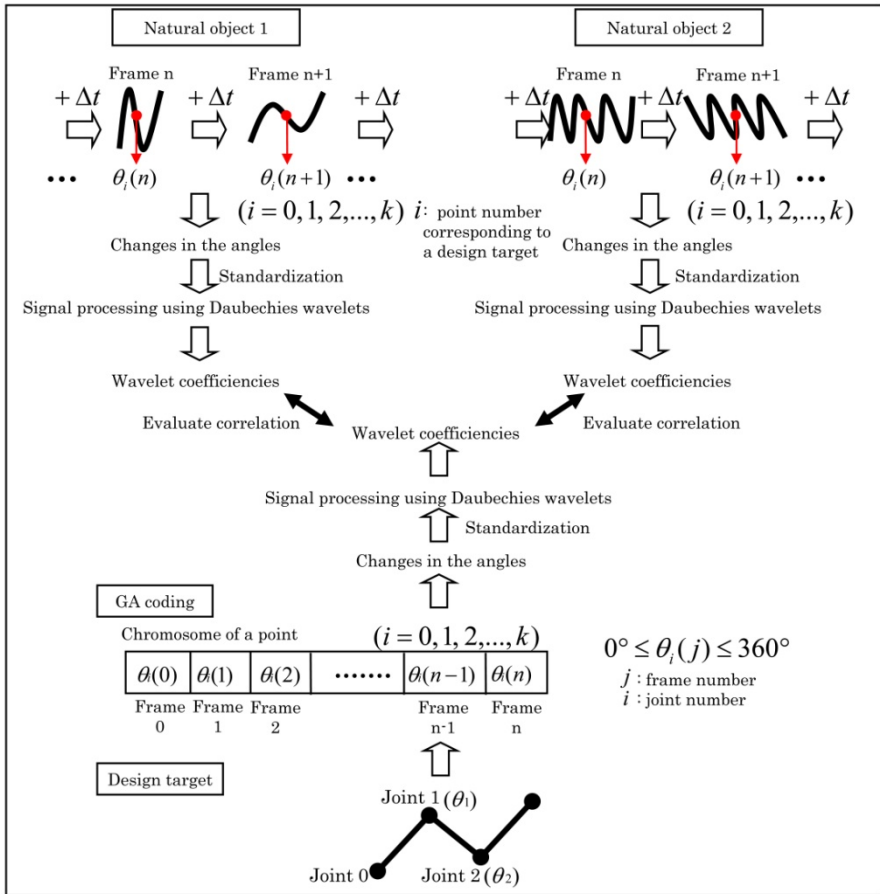 Natural object 1
Natural object 2
Frame n
Frame n+1
Frame n
Frame n+1
+ Δt
+ Δt
+ Δt
+ Δt
+ Δt
+ Δt
••• θᵢ(n)
θᵢ(n+1) •••
θᵢ(n)
θᵢ(n+1) •••
(i = 0, 1, 2,..., k)
i: point number
corresponding to
a design target
(i = 0, 1, 2,..., k)
Changes in the angles
Changes in the angles
Standardization
Standardization
Signal processing using Daubechies wavelets
Signal processing using Daubechies wavelets
Wavelet coefficiencies
Wavelet coefficiencies
Evaluate correlation
Evaluate correlation
Wavelet coefficiencies
Signal processing using Daubechies wavelets
Standardization
Changes in the angles
GA coding
Chromosome of a point
(i = 0, 1, 2,..., k)
θᵢ(0) θᵢ(1) θᵢ(2) ······· θᵢ(n−1) θᵢ(n)
Frame Frame Frame Frame Frame
0 1 2 n-1 n
0° ≤ θᵢ(j) ≤ 360°
j : frame number
i : joint number
Design target
Joint 1(θ₁)
Joint 0
Joint 2(θ₂)